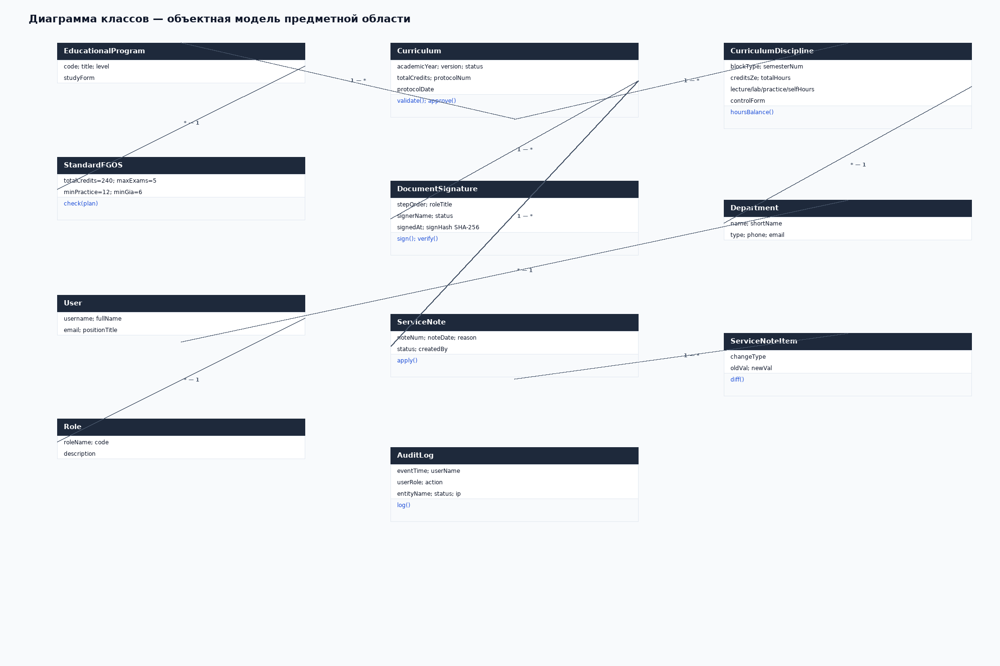 Диаграмма классов — объектная модель предметной области
EducationalProgram
code; title; level
studyForm
1 — *
Curriculum
academicYear; version; status
totalCredits; protocolNum
protocolDate
validate(); approve()
1 — *
CurriculumDiscipline
blockType; semesterNum
creditsZe; totalHours
lecture/lab/practice/selfHours
controlForm
hoursBalance()
* — 1
1 — *
* — 1
StandardFGOS
totalCredits=240; maxExams=5
minPractice=12; minGia=6
check(plan)
DocumentSignature
stepOrder; roleTitle
signerName; status
1 — *
signedAt; signHash SHA-256
sign(); verify()
Department
name; shortName
type; phone; email
* — 1
User
username; fullName
email; positionTitle
ServiceNote
noteNum; noteDate; reason
status; createdBy
apply()
1 — *
ServiceNoteItem
changeType
oldVal; newVal
diff()
* — 1
Role
roleName; code
description
AuditLog
eventTime; userName
userRole; action
entityName; status; ip
log()